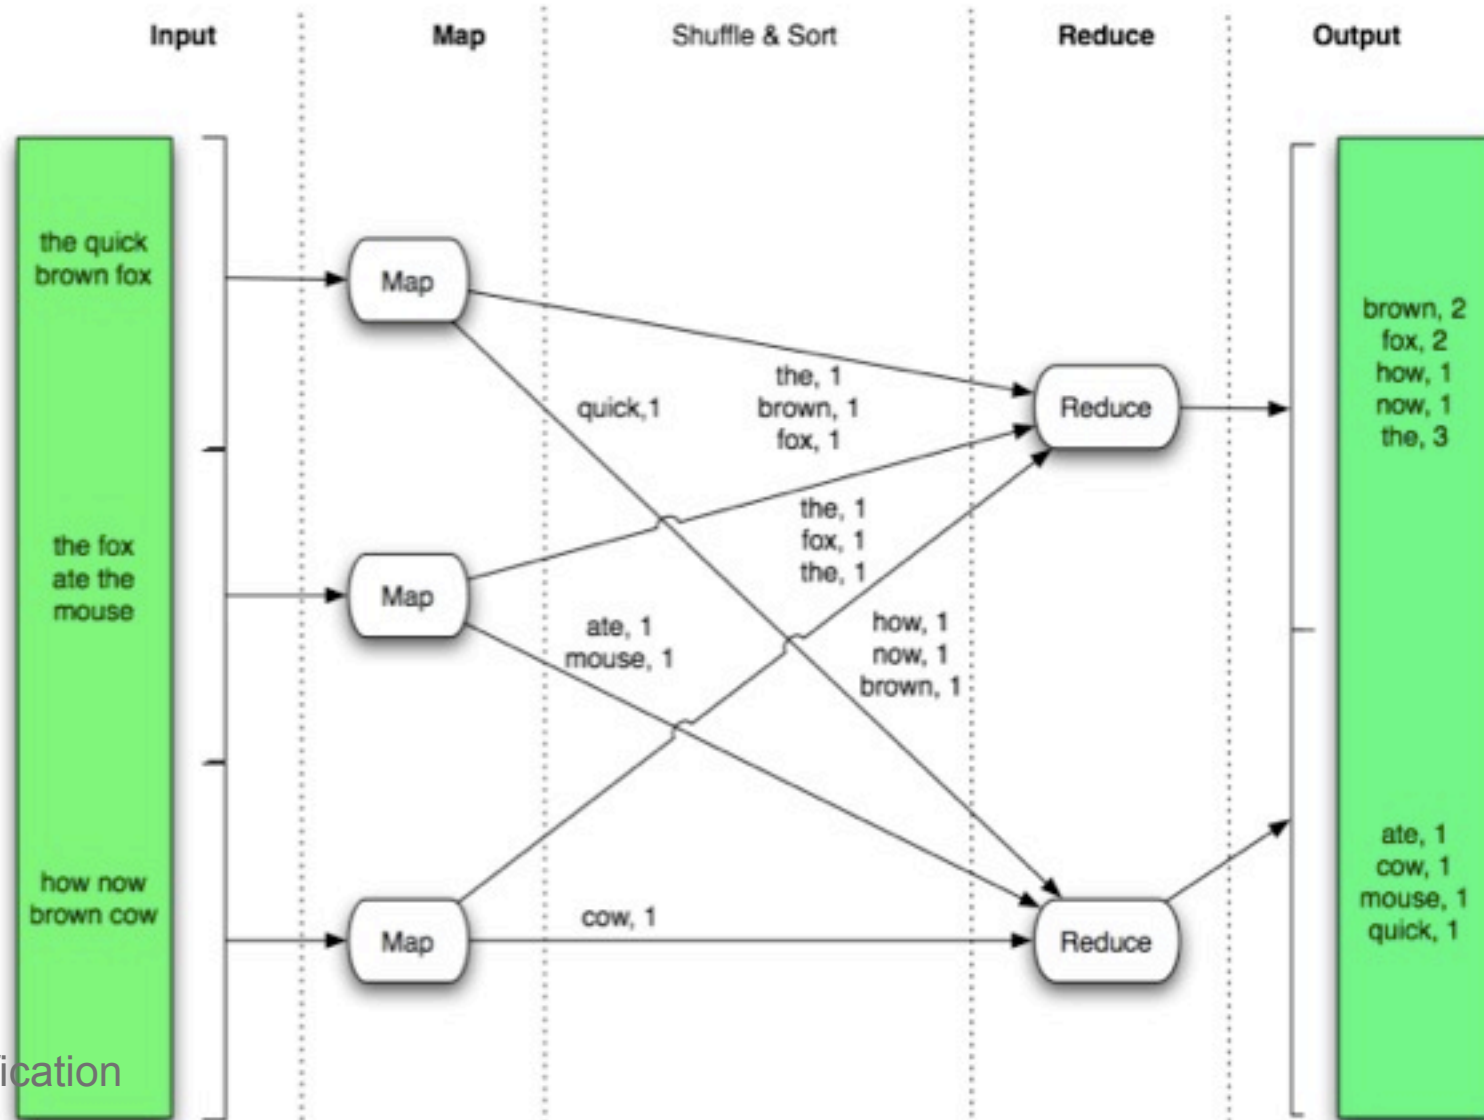 Input
Map
Shuffle & Sort
Reduce
Output
the quick
brown fox
the fox
ate the
mouse
how now
brown cow
Map
Map
Map
quick,1
the, 1
brown, 1
fox, 1
the, 1
fox, 1
the, 1
ate, 1
mouse, 1
how, 1
now, 1
brown, 1
cow, 1
Reduce
Reduce
brown, 2
fox, 2
how, 1
now, 1
the, 3
ate, 1
cow, 1
mouse, 1
quick, 1